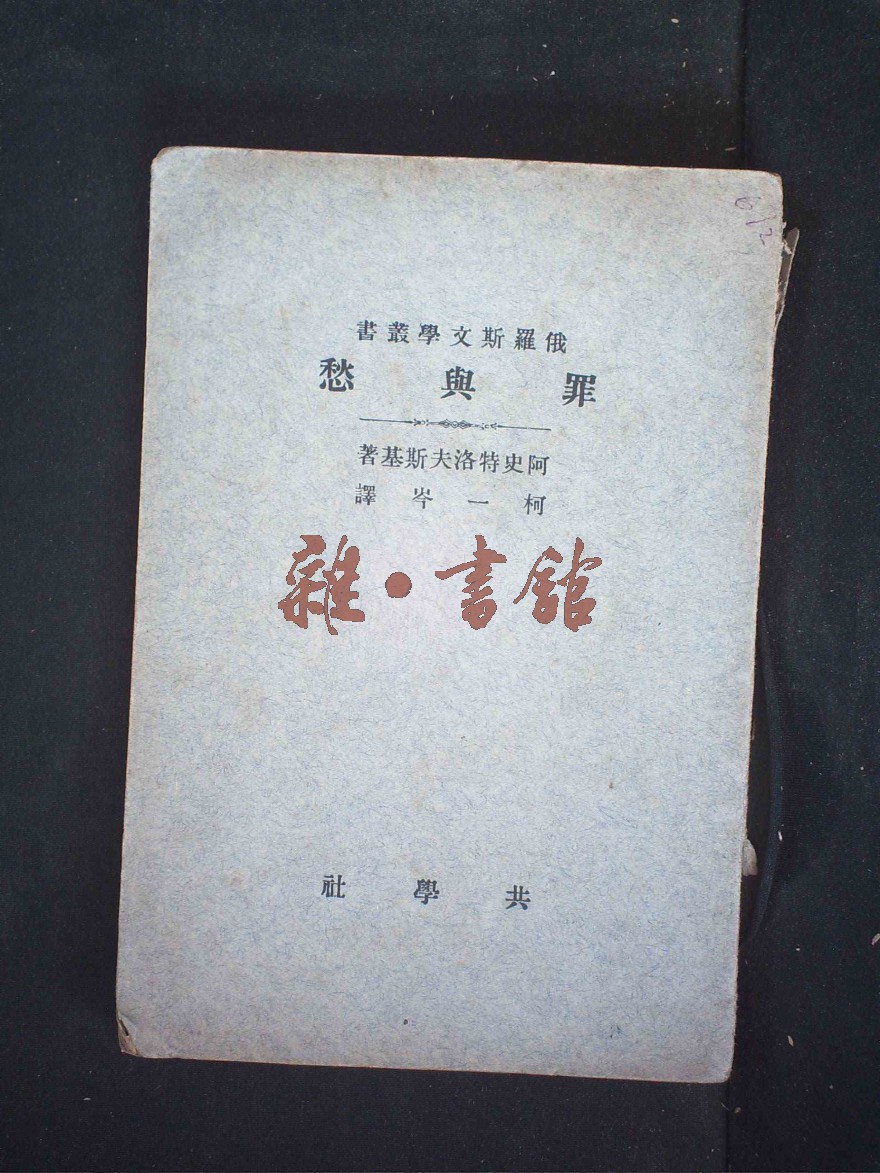 612
俄羅斯文學叢書
罪與愁
阿史特洛夫斯基著
柯一岑譯
雜·書館
共學社